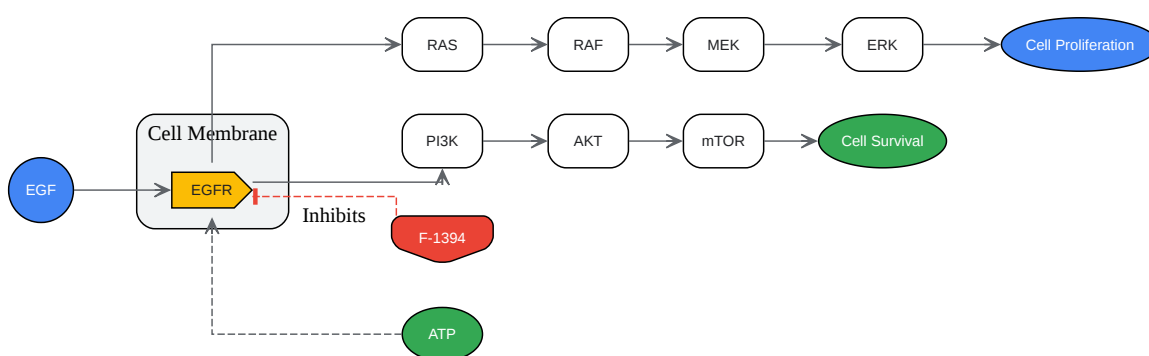 RAS
RAF
MEK
ERK
Cell Proliferation
Cell Membrane
PI3K
AKT
mTOR
Cell Survival
EGF
EGFR
Inhibits
F-1394
ATP